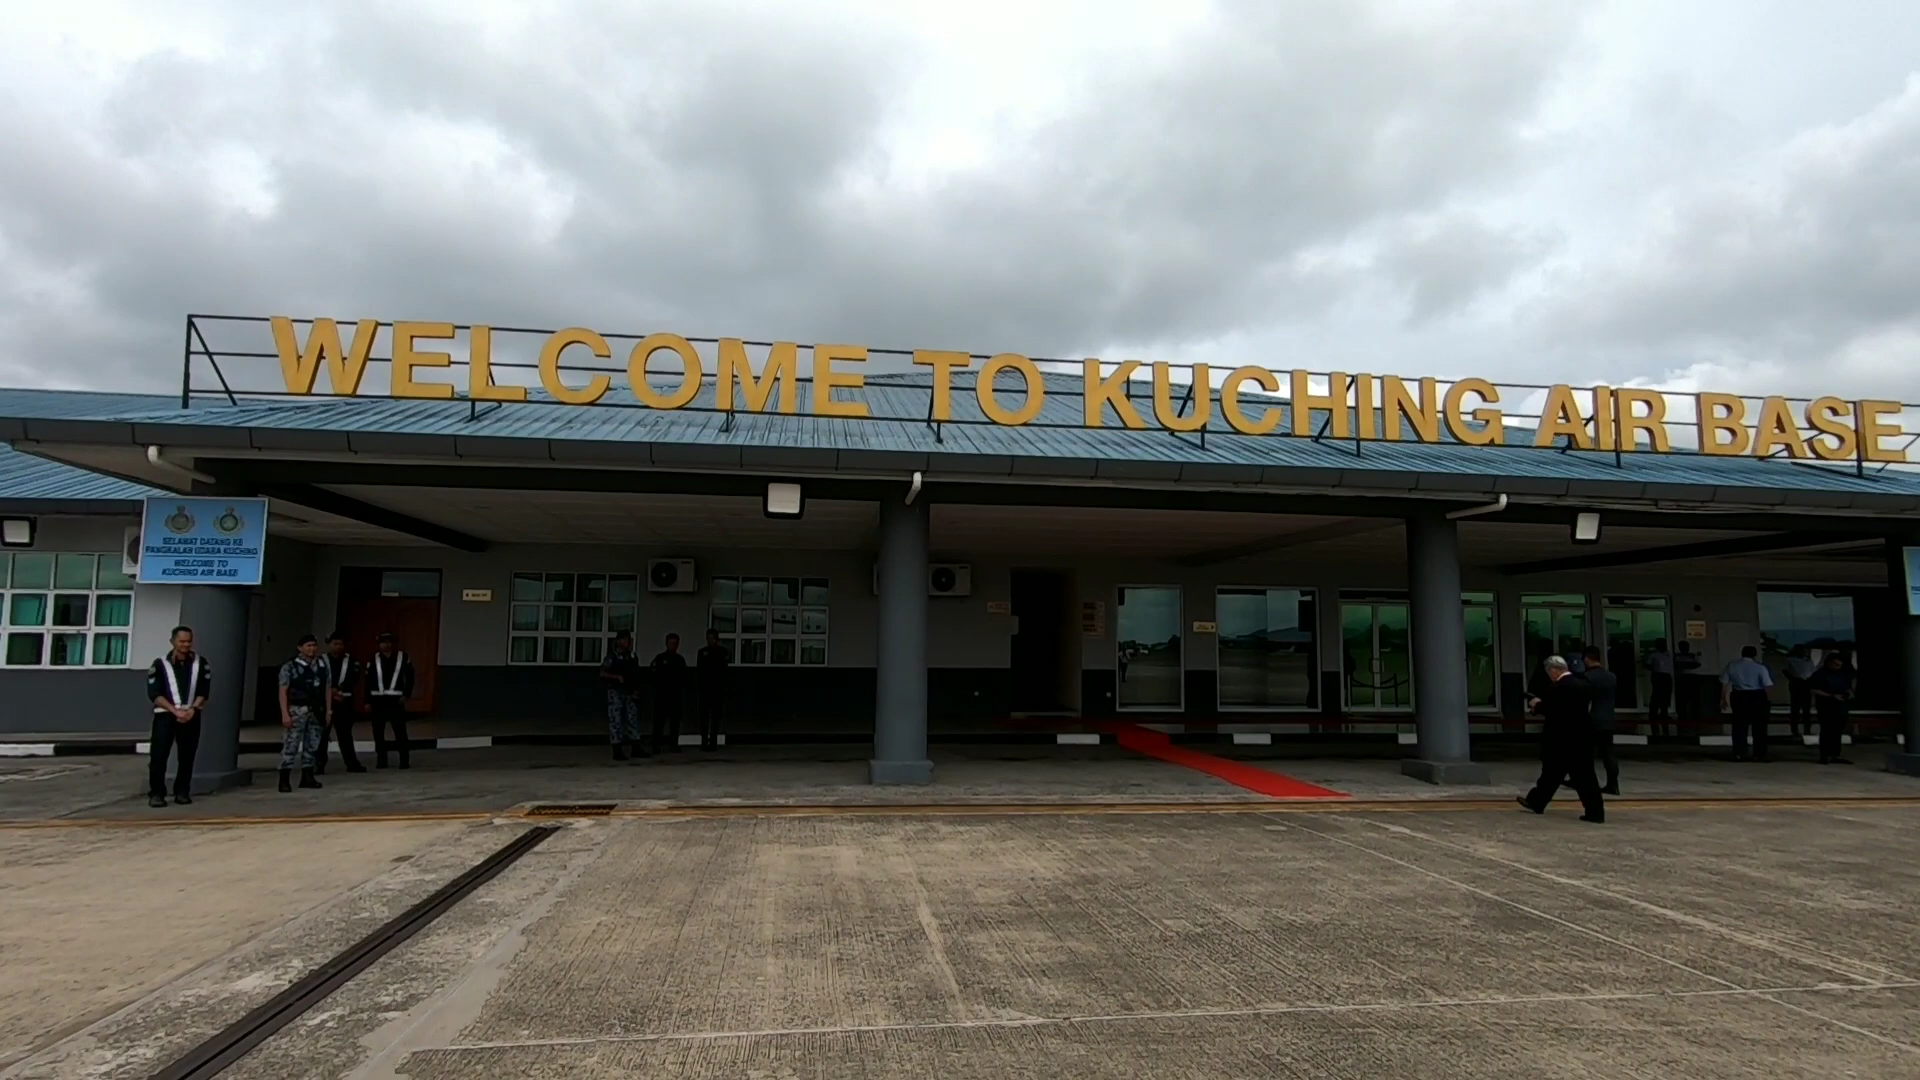 WELCOME TO KUCHING AIR BASE
SELAMAT DATANG KE
PANGKALAN UDARA KUCHING
WELCOME TO
KUCHING AIR BASE